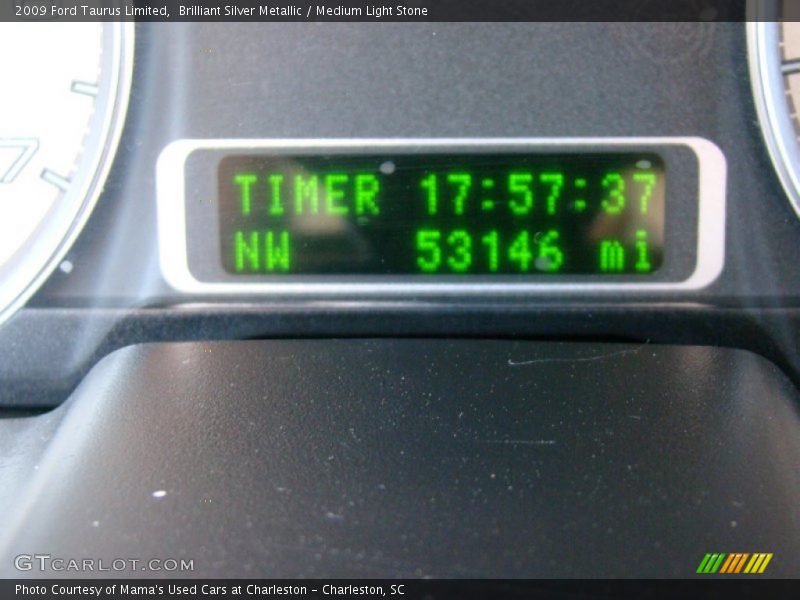 2009 Ford Taurus Limited,  Brilliant Silver Metallic / Medium Light Stone
7
TIMER 17:57:37
NW 53146 mi
GTCARLOT.COM
Photo Courtesy of Mama's Used Cars at Charleston - Charleston, SC